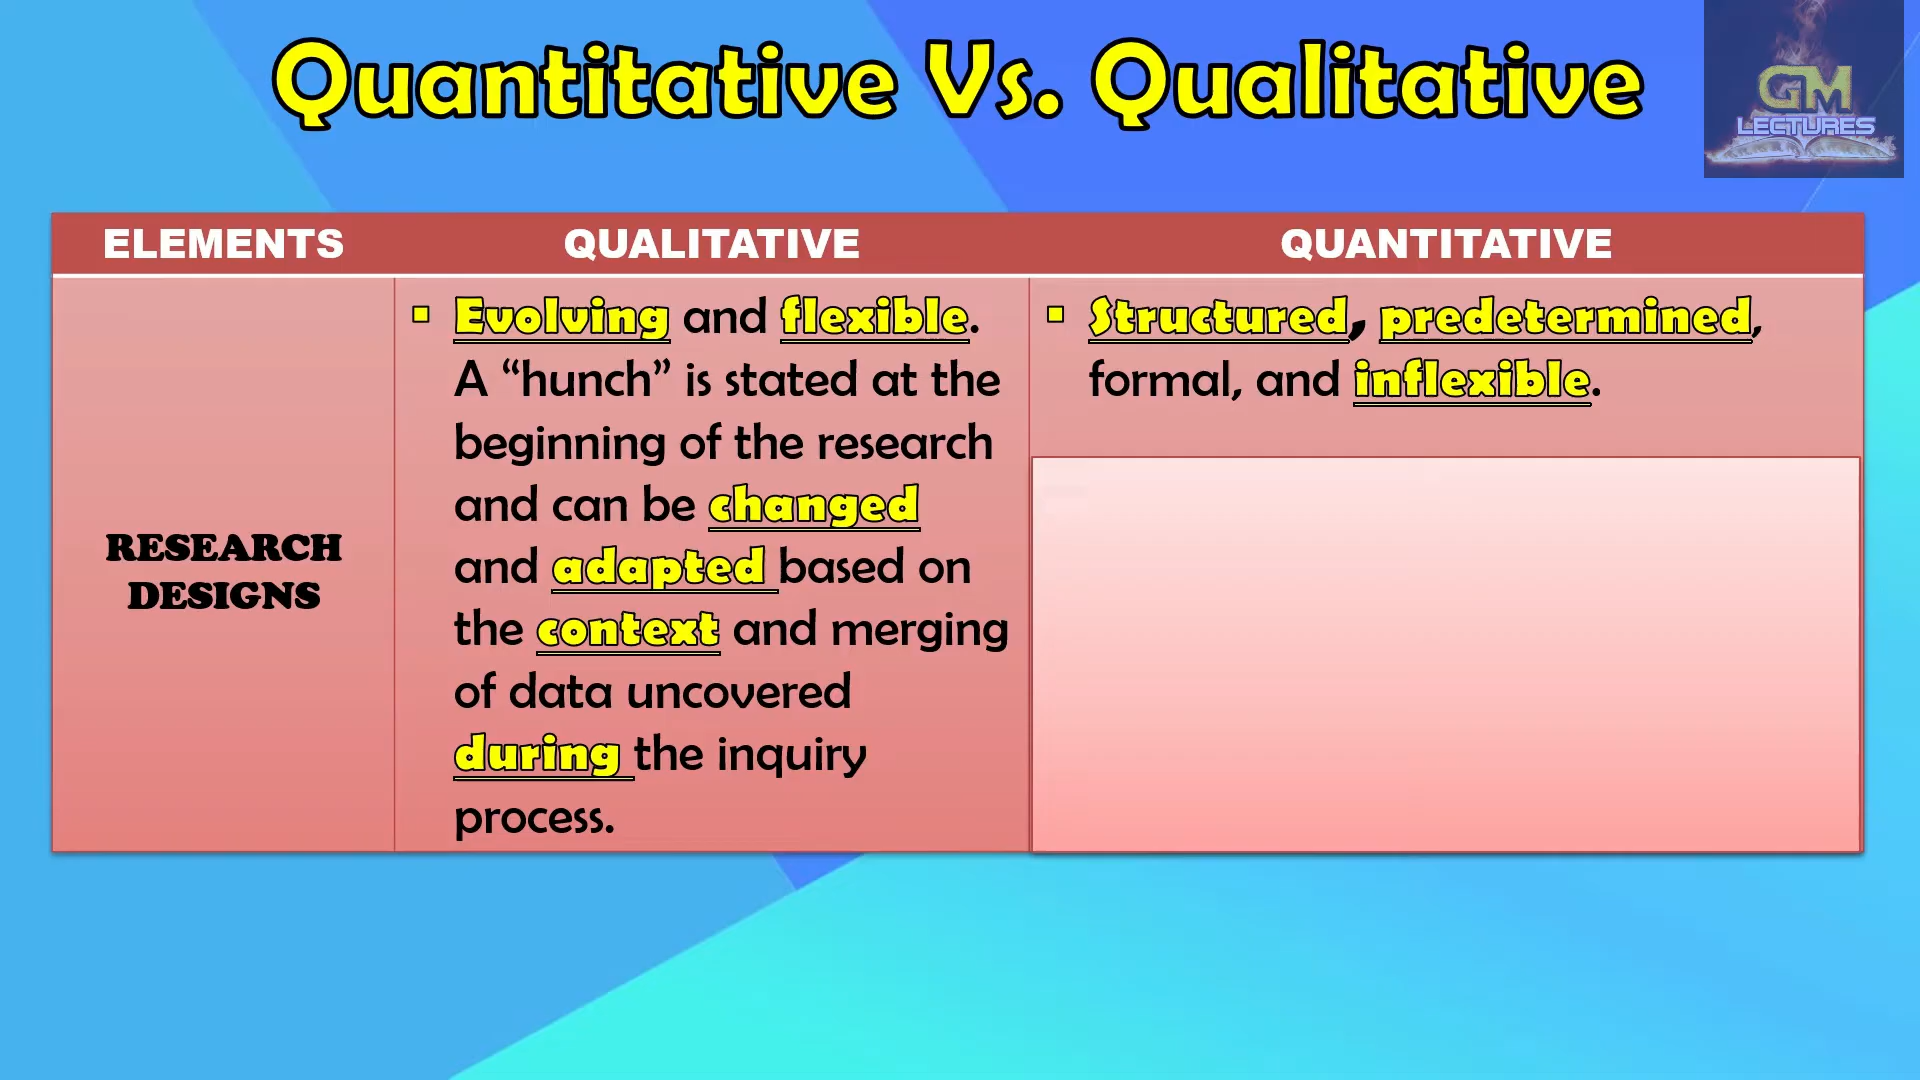 Quantitative Vs. Qualitative
GM
LECTURES
ELEMENTS
QUALITATIVE
QUANTITATIVE
RESEARCH
DESIGNS
▪ Evolving and flexible.
A “hunch” is stated at the
beginning of the research
and can be changed
and adapted based on
the context and merging
of data uncovered
during the inquiry
process.
▪ Structured, predetermined,
formal, and inflexible.